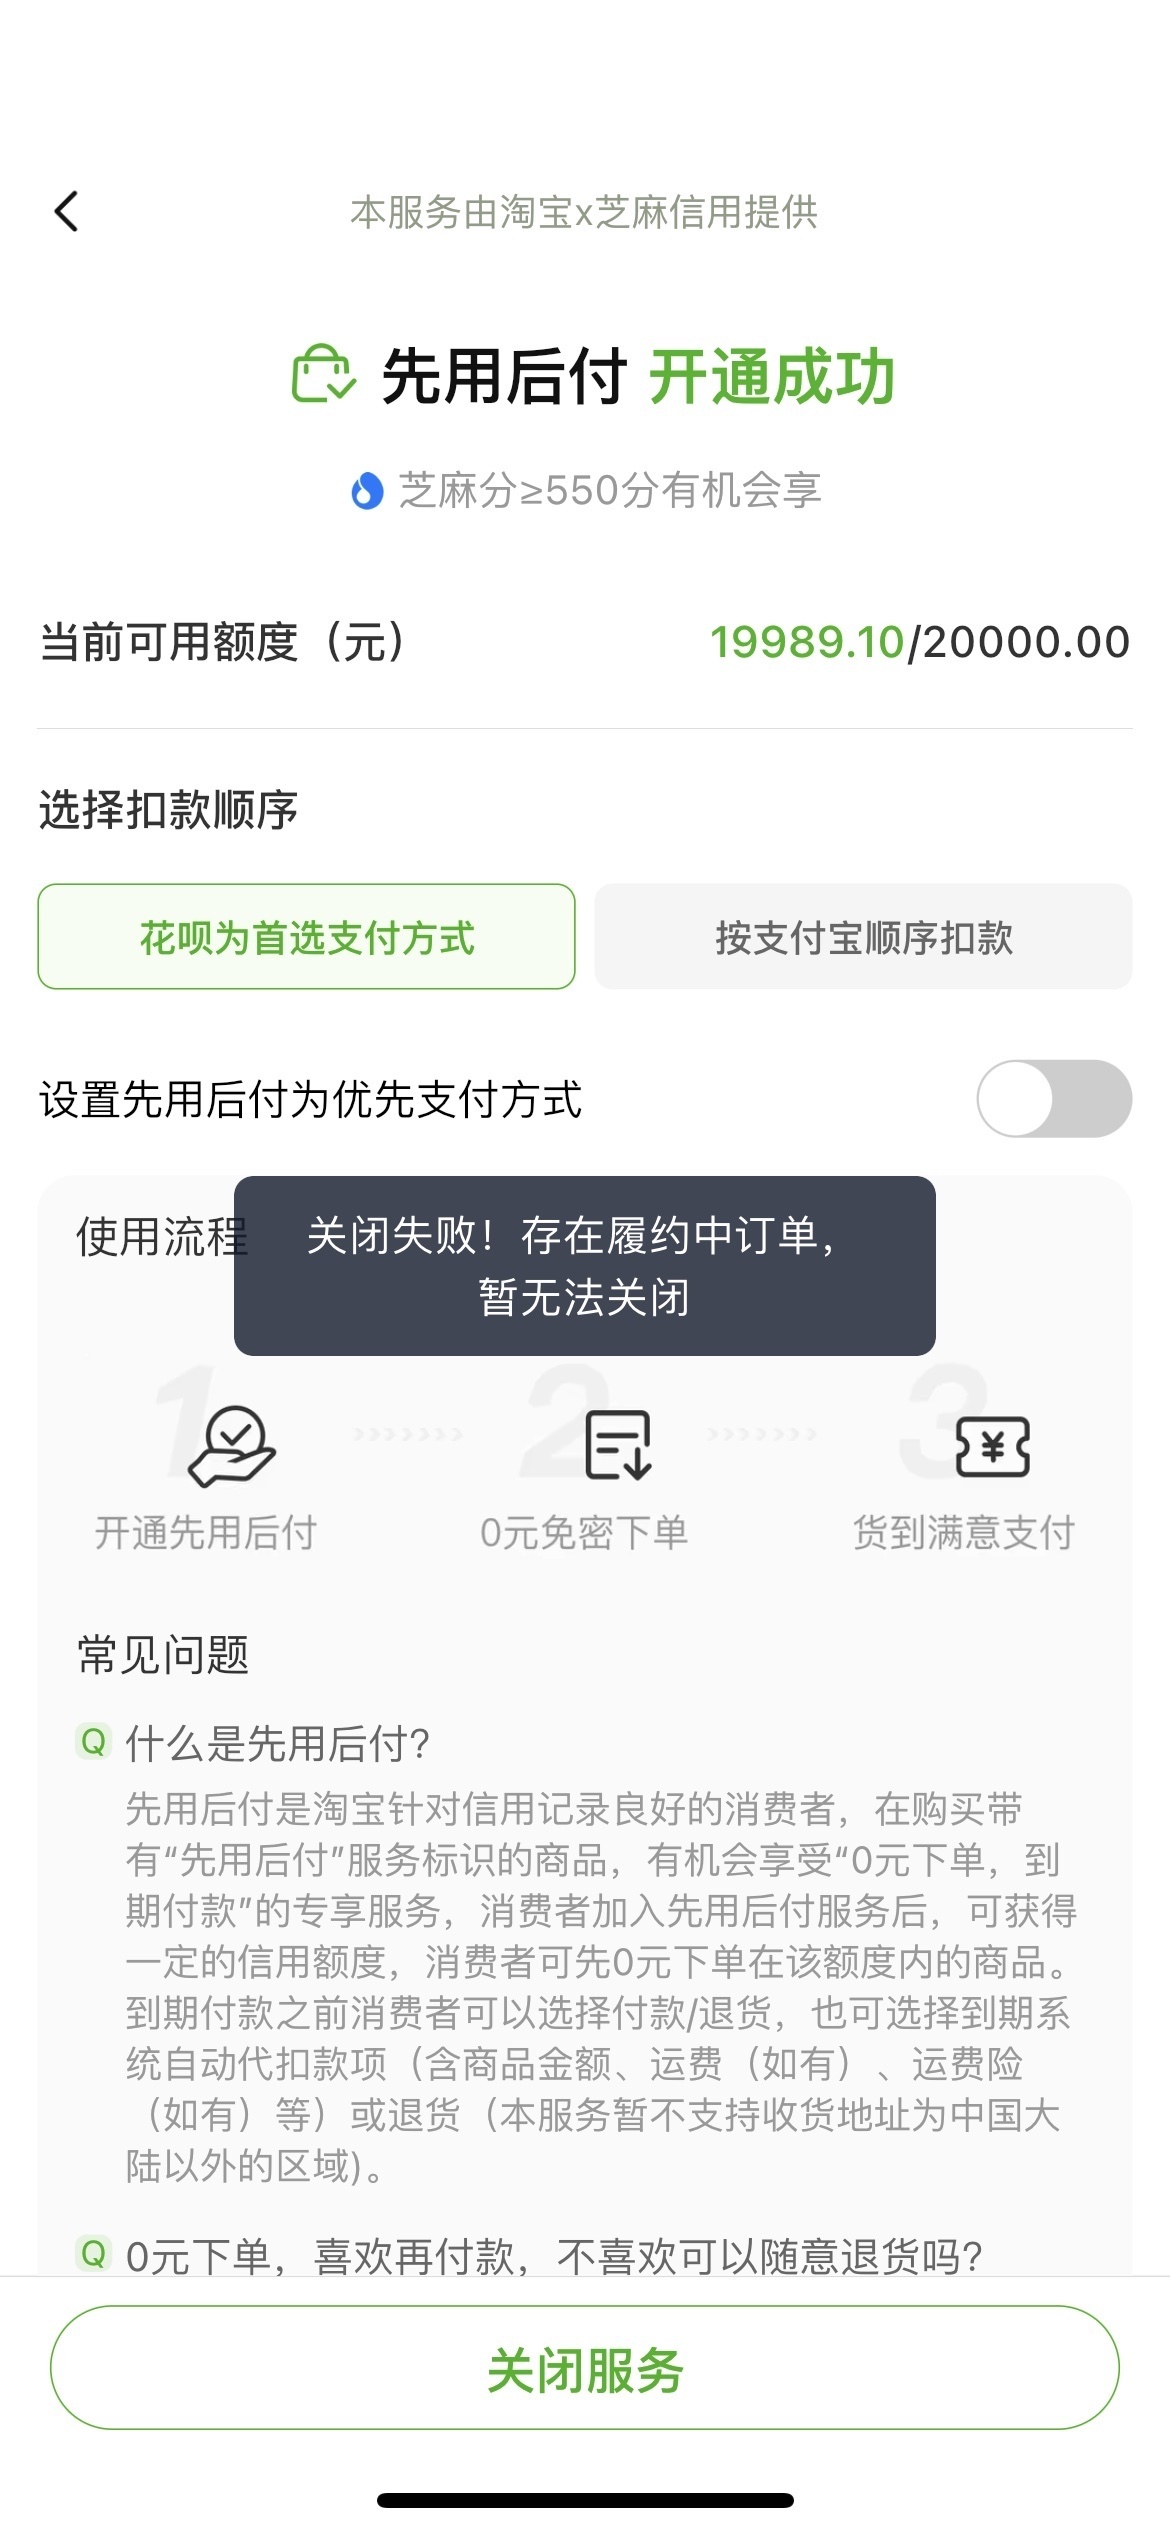 本服务由淘宝x芝麻信用提供
先用后付 开通成功
芝麻分≥550分有机会享
当前可用额度（元） 19989.10/20000.00
选择扣款顺序
花呗为首选支付方式 按支付宝顺序扣款
设置先用后付为优先支付方式
使用流程
关闭失败！存在履约中订单，
暂无法关闭
1 2 3
开通先用后付 0元免密下单 货到满意支付
常见问题
Q 什么是先用后付?
先用后付是淘宝针对信用记录良好的消费者，在购买带
有“先用后付”服务标识的商品，有机会享受“0元下单，到
期付款”的专享服务，消费者加入先用后付服务后，可获得
一定的信用额度，消费者可先0元下单在该额度内的商品。
到期付款之前消费者可以选择付款/退货，也可选择到期系
统自动代扣款项（含商品金额、运费（如有）、运费险
（如有）等）或退货（本服务暂不支持收货地址为中国大
陆以外的区域)。
Q 0元下单，喜欢再付款，不喜欢可以随意退货吗?
关闭服务